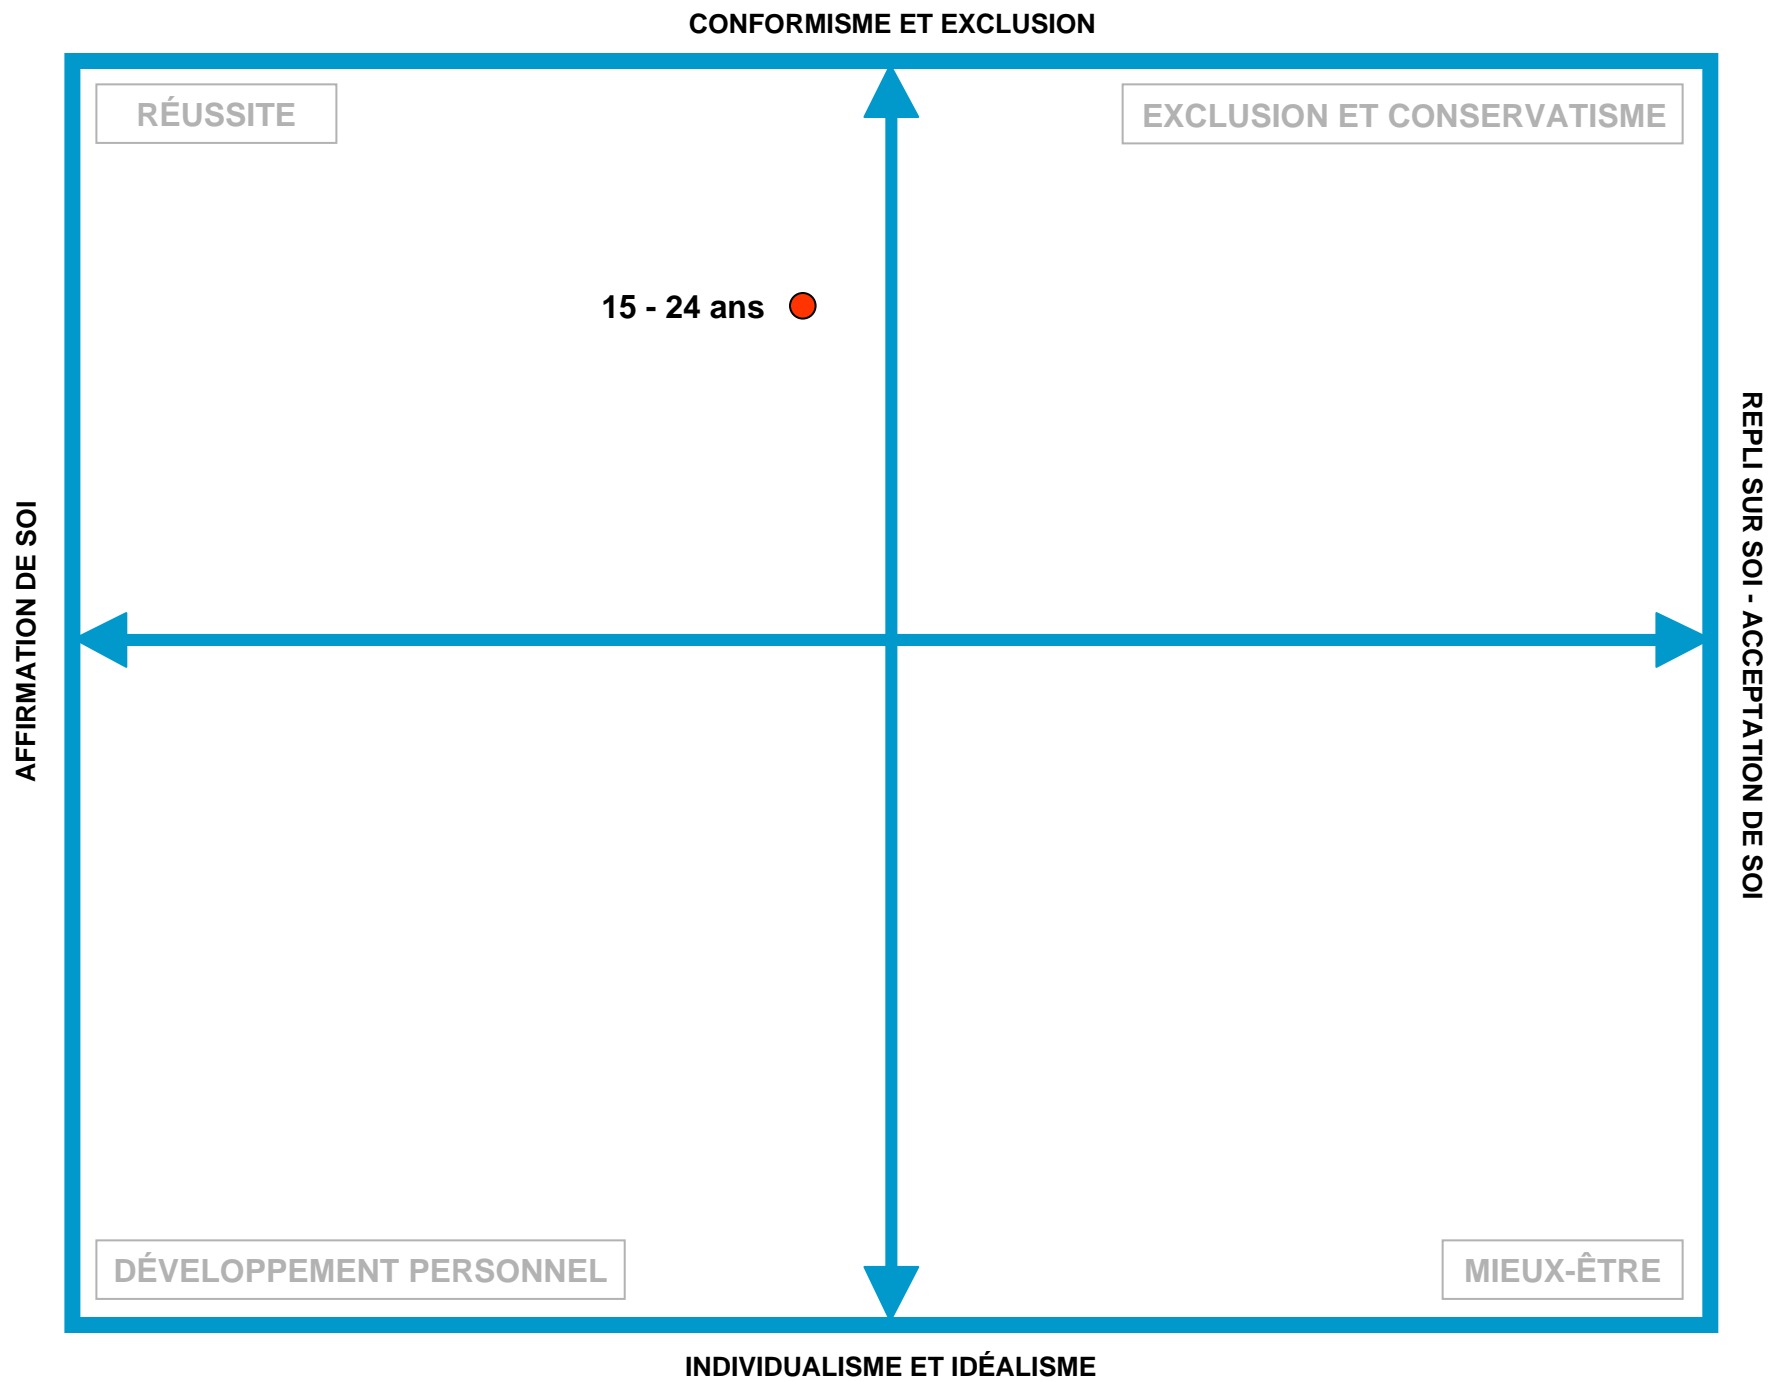 CONFORMISME ET EXCLUSION
RÉUSSITE
EXCLUSION ET CONSERVATISME
15 - 24 ans
AFFIRMATION DE SOI
REPLI SUR SOI - ACCEPTATION DE SOI
DÉVELOPPEMENT PERSONNEL
MIEUX-ÊTRE
INDIVIDUALISME ET IDÉALISME